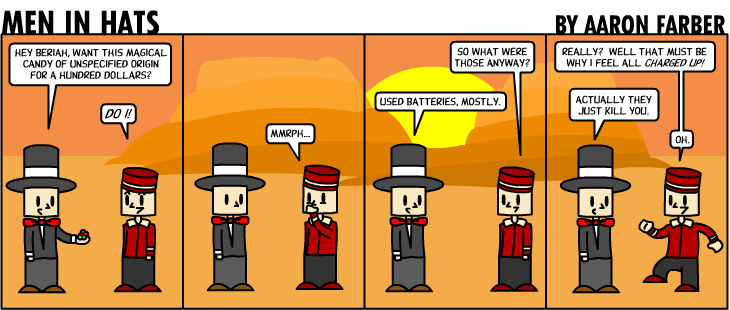 MEN IN HATS
BY AARON FARBER
HEY BERIAH, WANT THIS MAGICAL
CANDY OF UNSPECIFIED ORIGIN
FOR A HUNDRED DOLLARS?
DO I!
MMRPH...
SO WHAT WERE
THOSE ANYWAY?
USED BATTERIES, MOSTLY.
REALLY? WELL THAT MUST BE
WHY I FEEL ALL CHARGED UP!
ACTUALLY THEY
JUST KILL YOU.
OH.